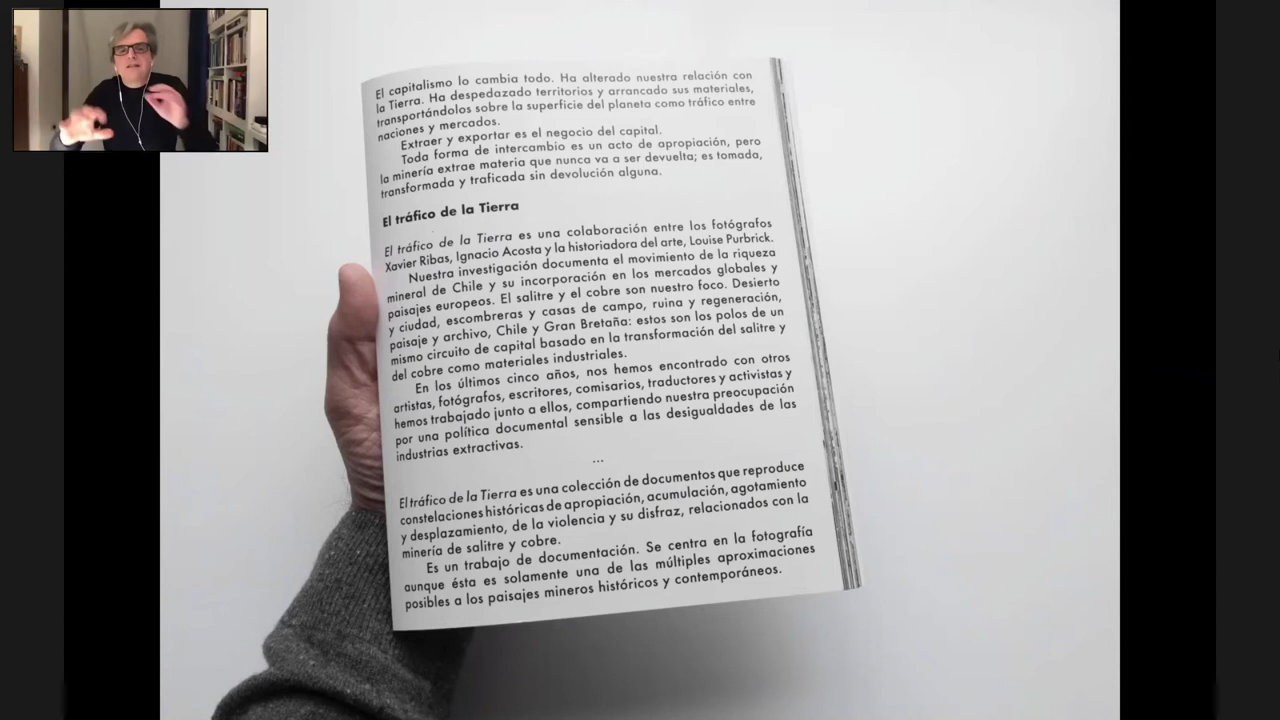 El capitalismo lo cambia todo. Ha alterado nuestra relación con
la Tierra. Ha despedazado territorios y arrancado sus materiales,
transportándolos sobre la superficie del planeta como tráfico entre
naciones y mercados.
Extraer y exportar es el negocio del capital.
Toda forma de intercambio es un acto de apropiación, pero
la minería extrae materia que nunca va a ser devuelta; es tomada,
transformada y traficada sin devolución alguna.
El tráfico de la Tierra
El tráfico de la Tierra es una colaboración entre los fotógrafos
Xavier Ribas, Ignacio Acosta y la historiadora del arte, Louise Purbrick.
Nuestra investigación documenta el movimiento de la riqueza
mineral de Chile y su incorporación en los mercados globales y
paisajes europeos. El salitre y el cobre son nuestro foco. Desierto
y ciudad, escombreras y casas de campo, ruina y regeneración,
paisaje y archivo, Chile y Gran Bretaña: estos son los polos de un
mismo circuito de capital basado en la transformación del salitre y
del cobre como materiales industriales.
En los últimos cinco años, nos hemos encontrado con otros
artistas, fotógrafos, escritores, comisarios, traductores y activistas y
hemos trabajado junto a ellos, compartiendo nuestra preocupación
por una política documental sensible a las desigualdades de las
industrias extractivas.
...
El tráfico de la Tierra es una colección de documentos que reproduce
constelaciones históricas de apropiación, acumulación, agotamiento
y desplazamiento, de la violencia y su disfraz, relacionados con la
minería de salitre y cobre.
Es un trabajo de documentación. Se centra en la fotografía
aunque ésta es solamente una de las múltiples aproximaciones
posibles a los paisajes mineros históricos y contemporáneos.